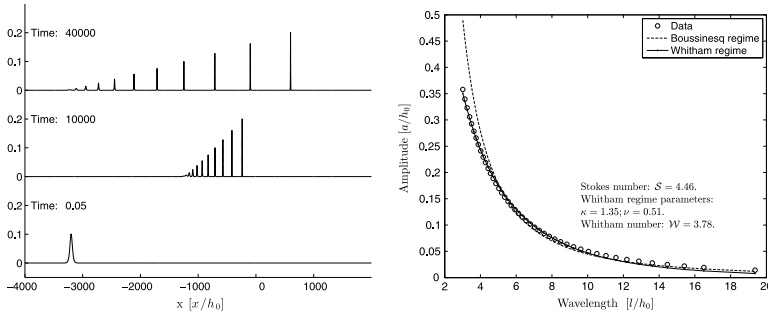 Time: 40000
0.2
0.1
0
Time: 10000
0.2
0.1
0
Time: 0.05
0.2
0.1
0
−4000 −3000 −2000 −1000 0 1000
x [x/h₀]
0.5
0.45
0.4
0.35
0.3
0.25
0.2
0.15
0.1
0.05
0
Amplitude [a/h₀]
Data
Boussinesq regime
Whitham regime
Stokes number: 𝒮 = 4.46.
Whitham regime parameters:
κ = 1.35; ν = 0.51.
Whitham number: 𝒲 = 3.78.
2 4 6 8 10 12 14 16 18 20
Wavelength [l/h₀]